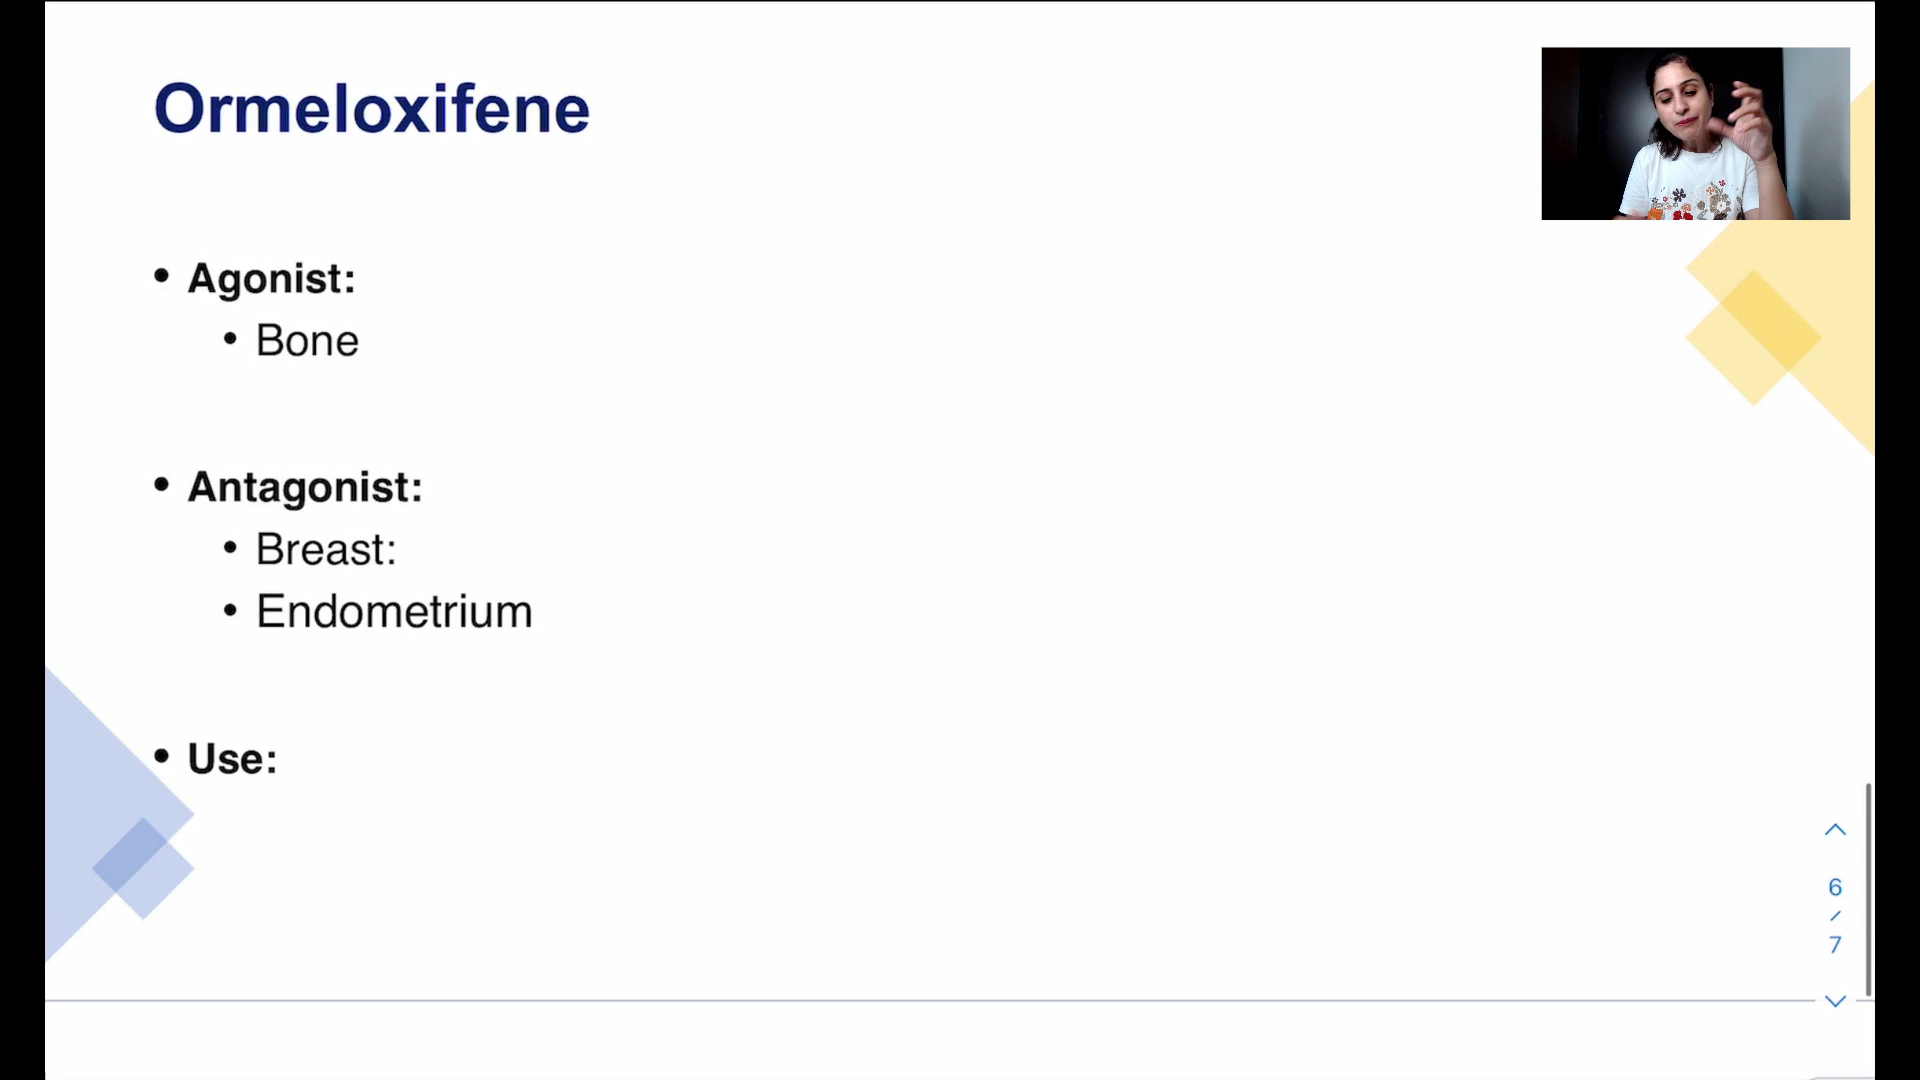 Ormeloxifene
• Agonist:
• Bone
• Antagonist:
• Breast:
• Endometrium
• Use:
6
/
7